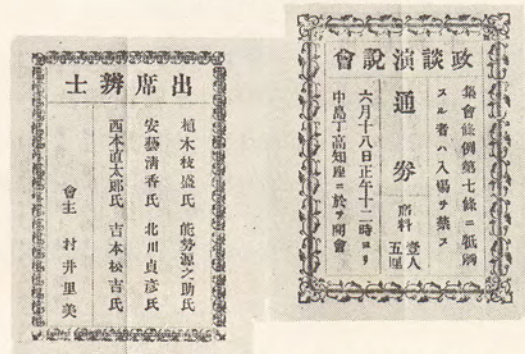 政談演説會
集會條例第七條ニ牴觸
スル者ハ入場ヲ禁ス
通券
席料 壹人 五厘
六月十八日正午十二時ヨリ
中島丁高知座ニ於テ開會
出席辨士
植木枝盛氏 能勢源之助氏
安藝清香氏 北川貞彦氏
西本直太郎氏 吉本松吉氏
會主 村井里美